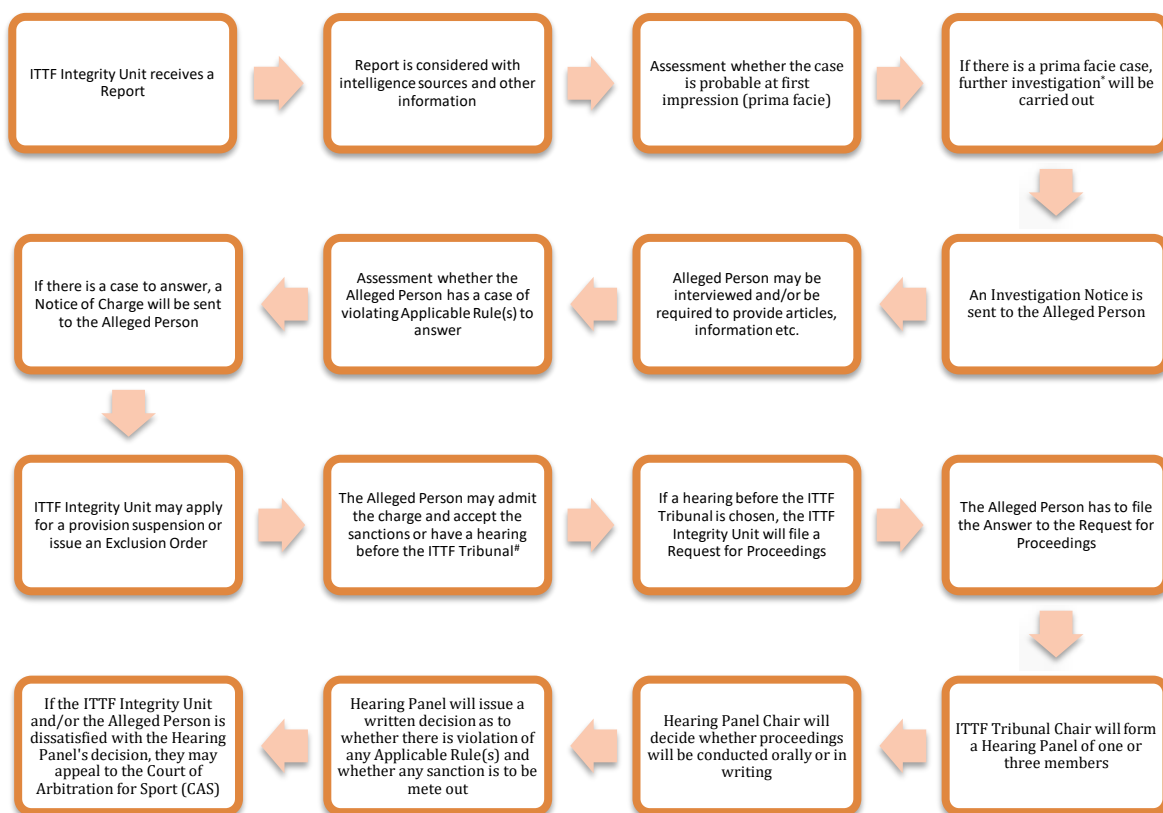 ITTF Integrity Unit receives a
Report
Report is considered with
intelligence sources and other
information
Assessment whether the case
is probable at first
impression (prima facie)
If there is a prima facie case,
further investigation* will be
carried out
An Investigation Notice is
sent to the Alleged Person
Alleged Person may be
interviewed and/or be
required to provide articles,
information etc.
Assessment whether the
Alleged Person has a case of
violating Applicable Rule(s) to
answer
If there is a case to answer, a
Notice of Charge will be sent
to the Alleged Person
ITTF Integrity Unit may apply
for a provision suspension or
issue an Exclusion Order
The Alleged Person may admit
the charge and accept the
sanctions or have a hearing
before the ITTF Tribunal#
If a hearing before the ITTF
Tribunal is chosen, the ITTF
Integrity Unit will file a
Request for Proceedings
The Alleged Person has to file
the Answer to the Request for
Proceedings
ITTF Tribunal Chair will form
a Hearing Panel of one or
three members
Hearing Panel Chair will
decide whether proceedings
will be conducted orally or in
writing
Hearing Panel will issue a
written decision as to
whether there is violation of
any Applicable Rule(s) and
whether any sanction is to be
mete out
If the ITTF Integrity Unit
and/or the Alleged Person is
dissatisfied with the Hearing
Panel's decision, they may
appeal to the Court of
Arbitration for Sport (CAS)